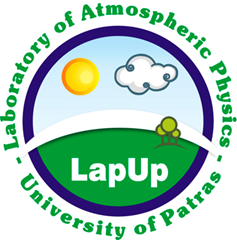 Laboratory of Atmospheric Physics -
LapUp
- University of Patras